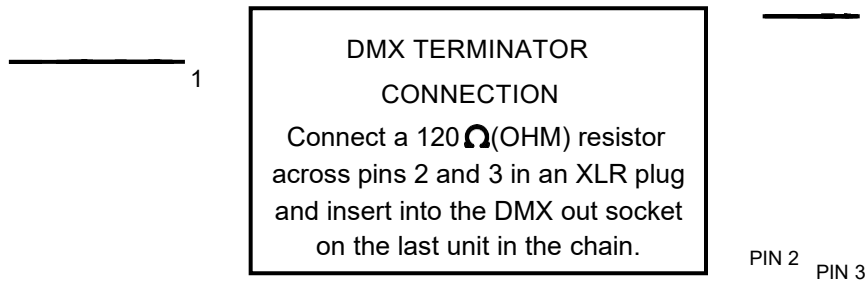 1
DMX TERMINATOR
CONNECTION
Connect a 120 Ω(OHM) resistor
across pins 2 and 3 in an XLR plug
and insert into the DMX out socket
on the last unit in the chain.
PIN 2
PIN 3